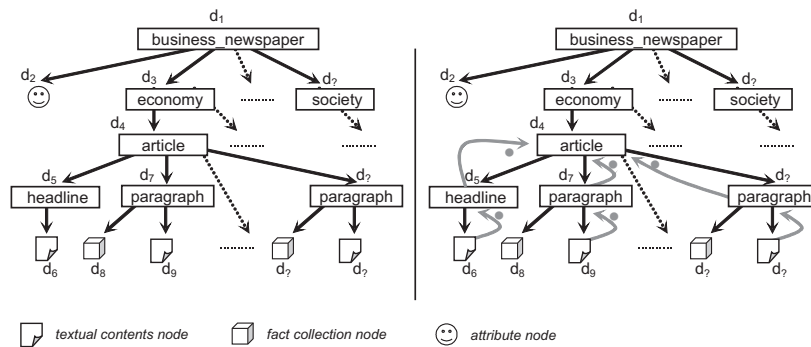 d1
business_newspaper
d2
d3
d?
economy
........
society
d4
article
........
........
d5
d7
d?
headline
paragraph
paragraph
........
d6
d8
d9
d?
d?
d1
business_newspaper
d2
d3
d?
economy
........
society
d4
article
........
........
d5
d7
d?
headline
paragraph
paragraph
........
d6
d8
d9
d?
d?
textual contents node
fact collection node
attribute node